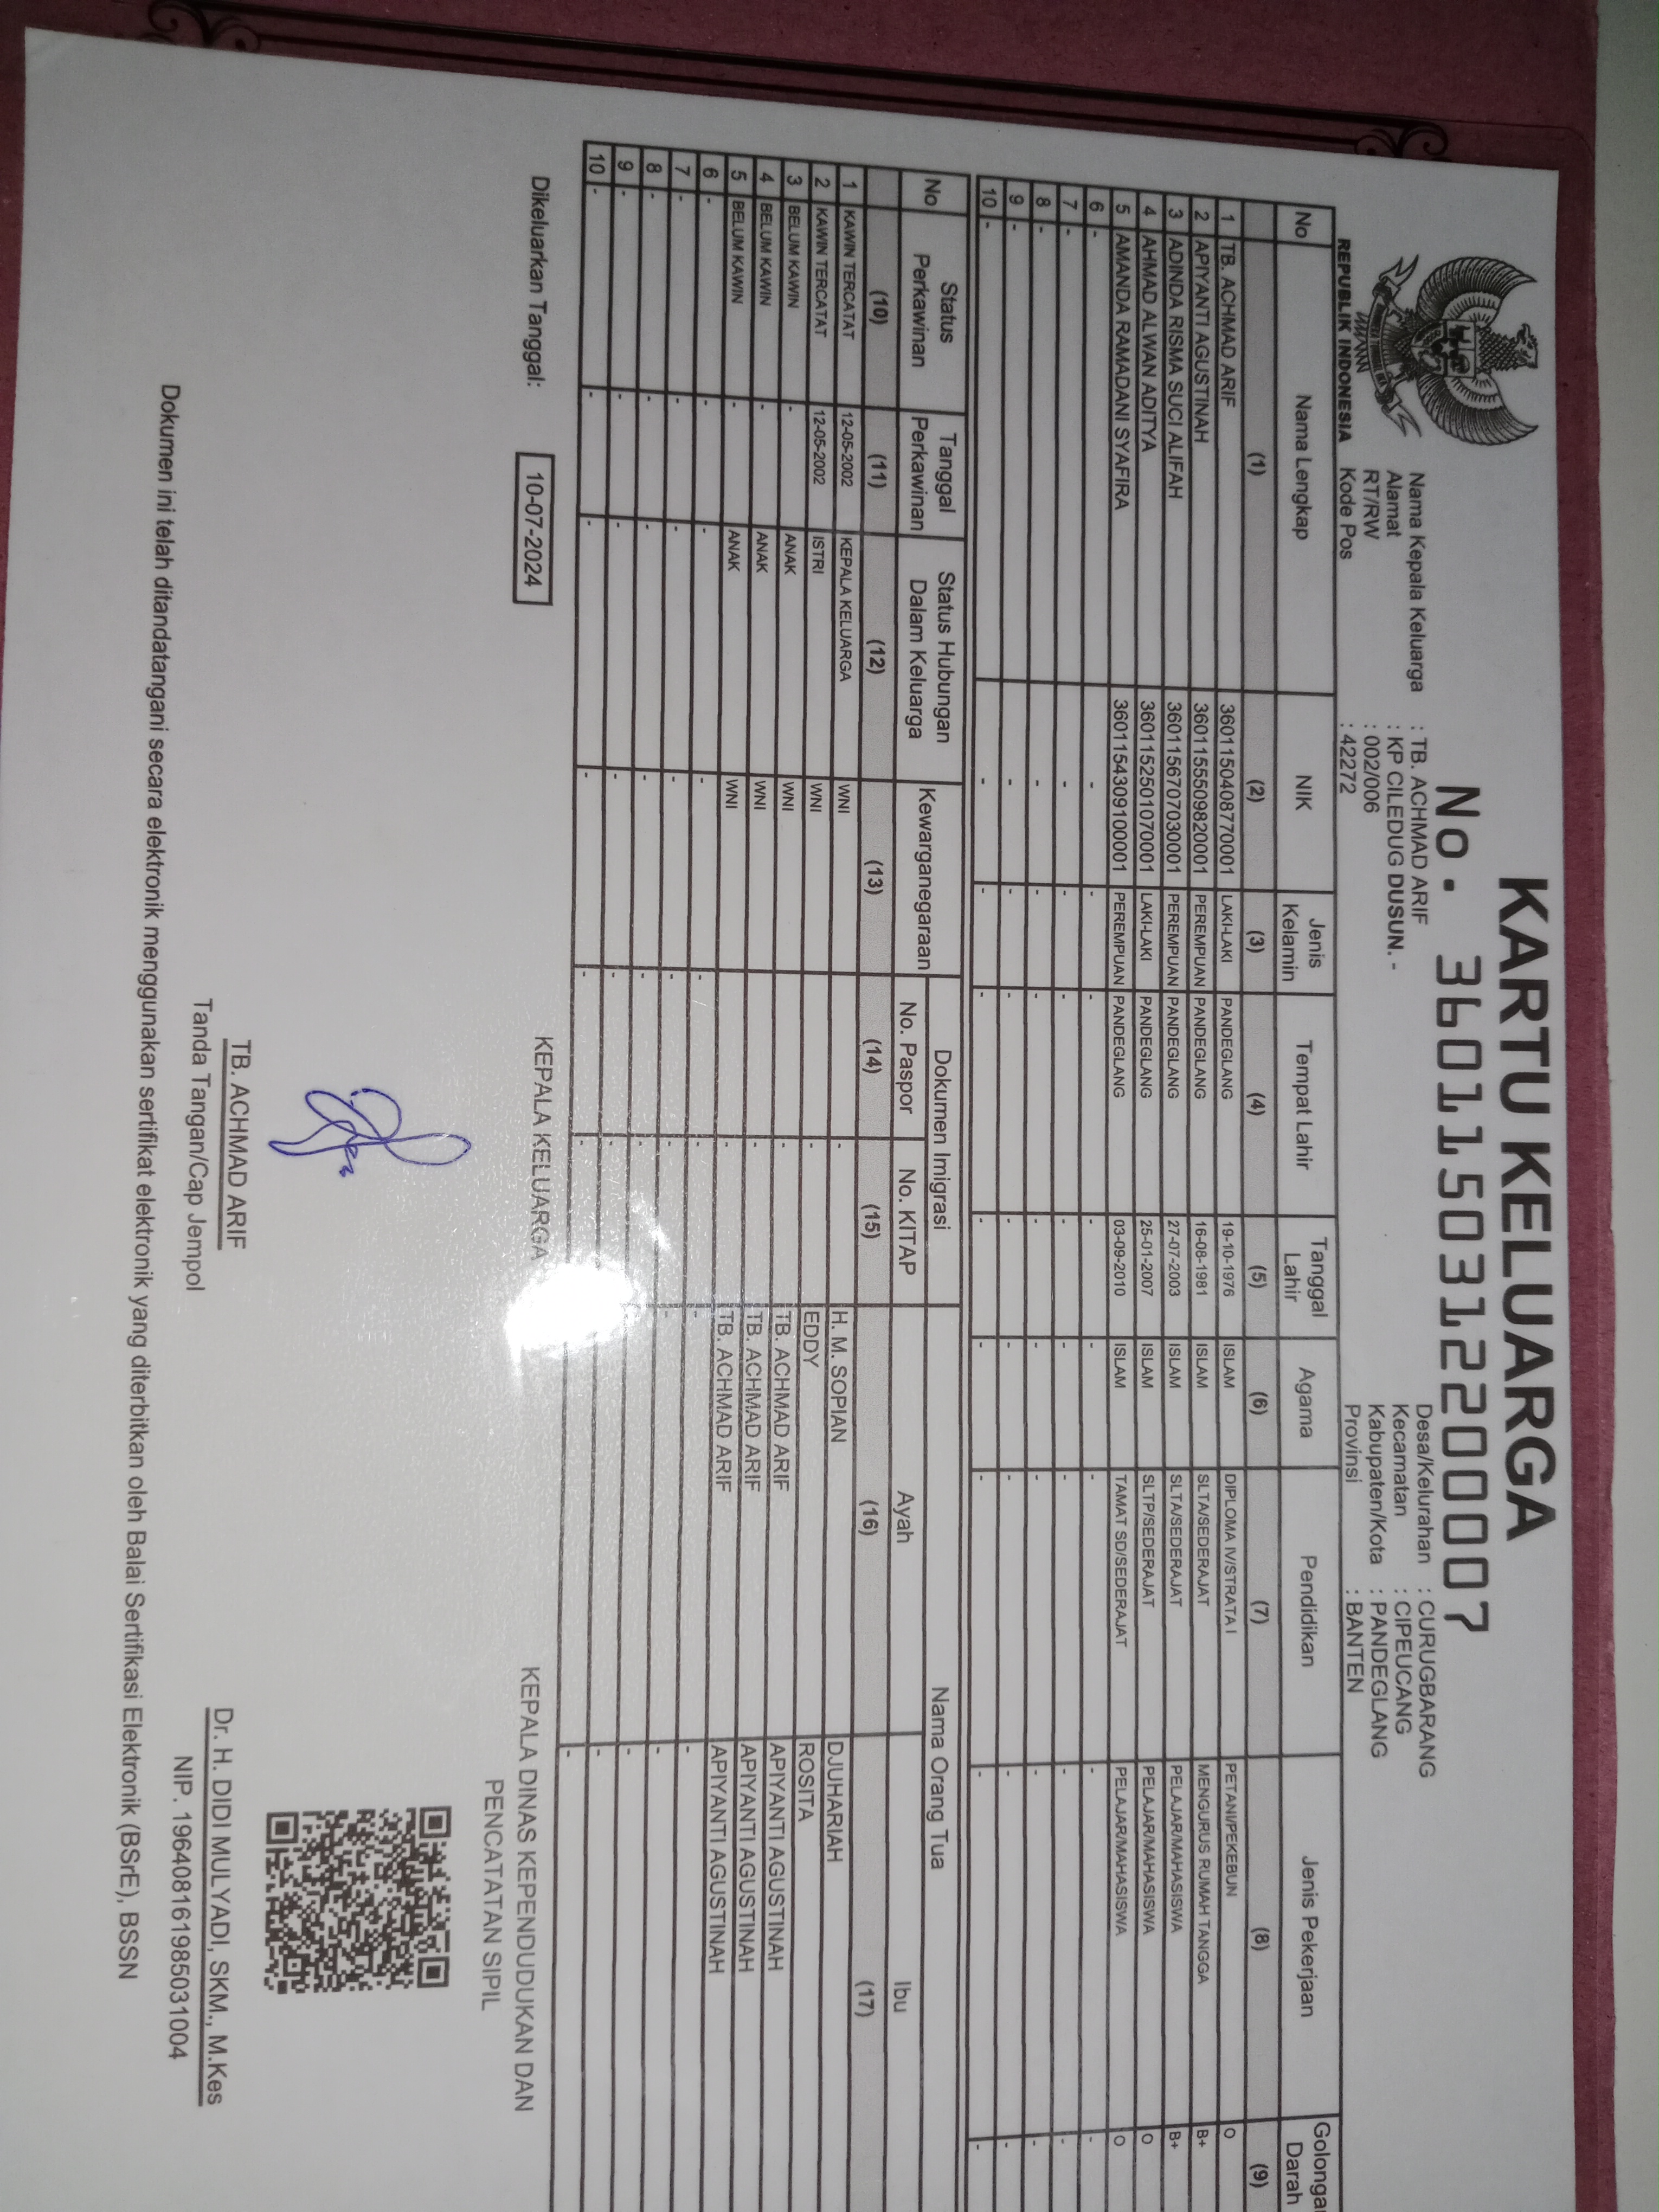 KARTU KELUARGA
No. 3601150312200007
REPUBLIK INDONESIA
Nama Kepala Keluarga : TB. ACHMAD ARIF
Alamat : KP CILEDUG DUSUN. -
RT/RW : 002/006
Kode Pos : 42272
Desa/Kelurahan : CURUGBARANG
Kecamatan : CIPEUCANG
Kabupaten/Kota : PANDEGLANG
Provinsi : BANTEN
No Nama Lengkap NIK Jenis Kelamin Tempat Lahir Tanggal Lahir Agama Pendidikan Jenis Pekerjaan Darah
(1) (2) (3) (4) (5) (6) (7) (8) (9)
1 TB. ACHMAD ARIF 3601150408770001 LAKI-LAKI PANDEGLANG 19-10-1976 ISLAM DIPLOMA IV/STRATA I PETANI/PEKEBUN O
2 APIYANTI AGUSTINAH 3601155509820001 PEREMPUAN PANDEGLANG 16-08-1981 ISLAM SLTA/SEDERAJAT MENGURUS RUMAH TANGGA B+
3 ADINDA RISMA SUCI ALIFAH 3601156707030001 PEREMPUAN PANDEGLANG 27-07-2003 ISLAM SLTA/SEDERAJAT PELAJAR/MAHASISWA B+
4 AHMAD ALWAN ADITYA 3601152501070001 LAKI-LAKI PANDEGLANG 25-01-2007 ISLAM SLTP/SEDERAJAT PELAJAR/MAHASISWA O
5 AMANDA RAMADANI SYAFIRA 3601154309100001 PEREMPUAN PANDEGLANG 03-09-2010 ISLAM TAMAT SD/SEDERAJAT PELAJAR/MAHASISWA O
6 - - - - - - - - -
7 - - - - - - - - -
8 - - - - - - - - -
9 - - - - - - - - -
10 - - - - - - - - -
No Status Perkawinan Tanggal Perkawinan Status Hubungan Dalam Keluarga Kewarganegaraan Dokumen Imigrasi Nama Orang Tua
No. Paspor No. KITAP Ayah Ibu
(10) (11) (12) (13) (14) (15) (16) (17)
1 KAWIN TERCATAT 12-05-2002 KEPALA KELUARGA WNI - H. M. SOPIAN DJUHARIAH
2 KAWIN TERCATAT 12-05-2002 ISTRI WNI - EDDY ROSITA
3 BELUM KAWIN - ANAK WNI - TB. ACHMAD ARIF APIYANTI AGUSTINAH
4 BELUM KAWIN - ANAK WNI - TB. ACHMAD ARIF APIYANTI AGUSTINAH
5 BELUM KAWIN - ANAK WNI - TB. ACHMAD ARIF APIYANTI AGUSTINAH
6 - - - - - - - -
7 - - - - - - - -
8 - - - - - - - -
9 - - - - - - - -
10 - - - - - - - -
Dikeluarkan Tanggal: 10-07-2024
KEPALA KELUARGA
TB. ACHMAD ARIF
Tanda Tangan/Cap Jempol
KEPALA DINAS KEPENDUDUKAN DAN
PENCATATAN SIPIL
Dr. H. DIDI MULYADI, SKM., M.Kes
NIP. 196408161985031004
Dokumen ini telah ditandatangani secara elektronik menggunakan sertifikat elektronik yang diterbitkan oleh Balai Sertifikasi Elektronik (BSrE), BSSN